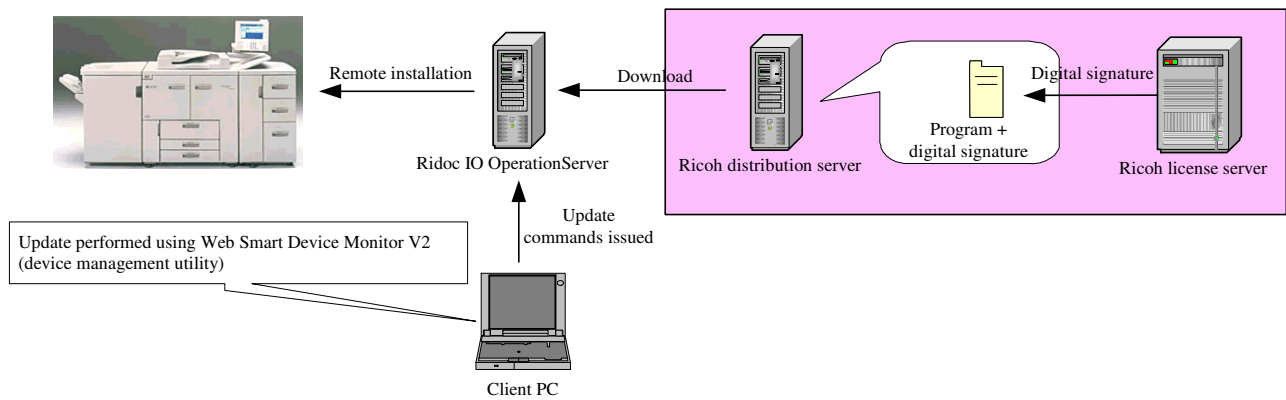 Remote installation
Download
Digital signature
Program +
digital signature
Ridoc IO OperationServer
Ricoh distribution server
Ricoh license server
Update
commands issued
Update performed using Web Smart Device Monitor V2
(device management utility)
Client PC